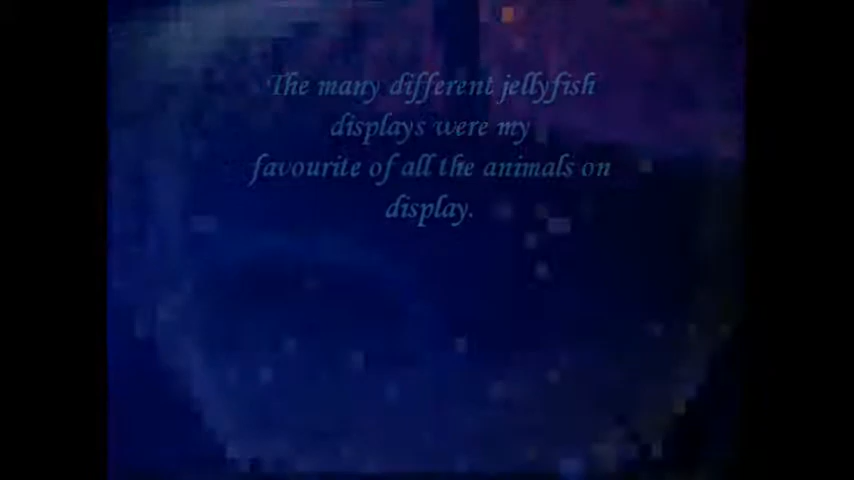 The many different jellyfish
displays were my
favourite of all the animals on
display.